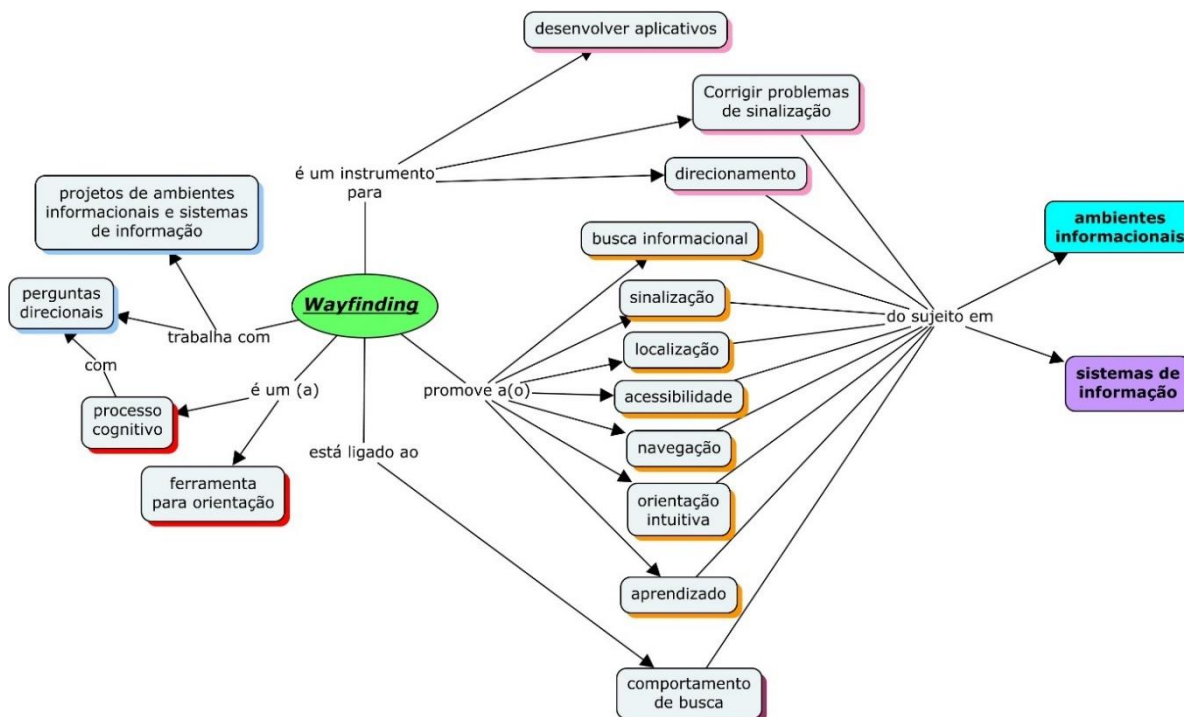 desenvolver aplicativos
Corrigir problemas
de sinalização
é um instrumento
para
direcionamento
projetos de ambientes
informacionais e sistemas
de informação
busca informacional
ambientes
informacionais
perguntas
direcionais
Wayfinding
sinalização
do sujeito em
trabalha com
localização
com
é um (a)
promove a(o)
acessibilidade
sistemas de
informação
processo
cognitivo
navegação
está ligado ao
ferramenta
para orientação
orientação
intuitiva
aprendizado
comportamento
de busca